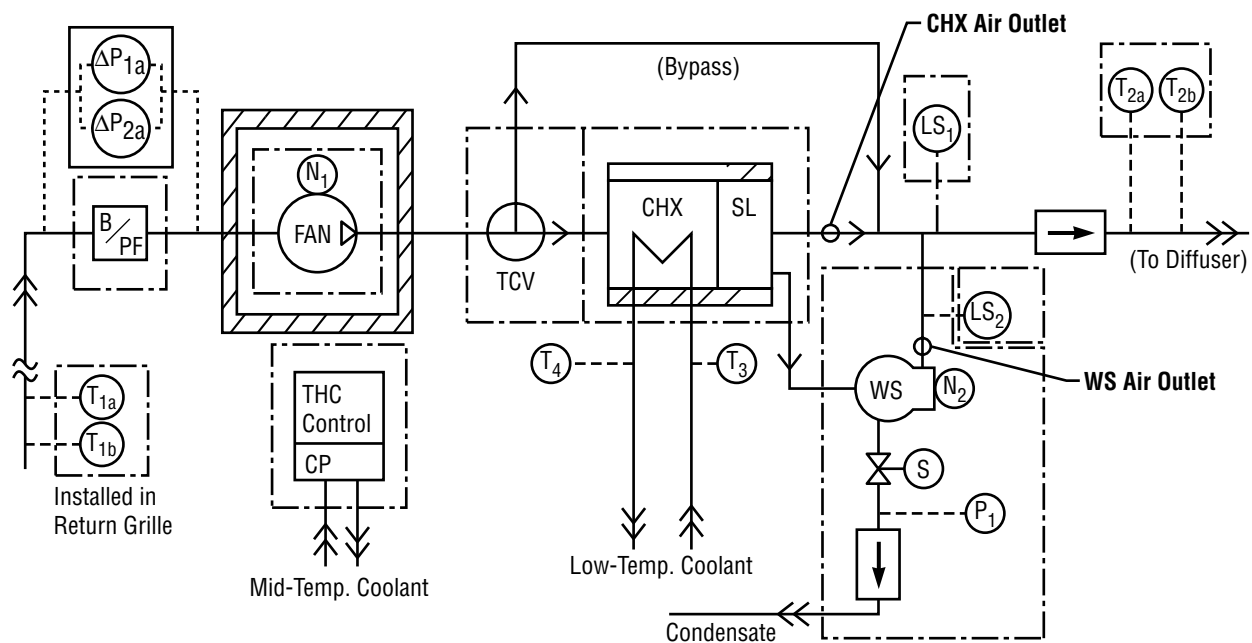 CHX Air Outlet
ΔP1a
ΔP2a
(Bypass)
LS1
T2a
T2b
N1
B/PF
FAN
TCV
CHX
SL
(To Diffuser)
LS2
T4
T3
WS
N2
WS Air Outlet
T1a
T1b
THC
Control
CP
S
P1
Installed in
Return Grille
Mid-Temp. Coolant
Low-Temp. Coolant
Condensate